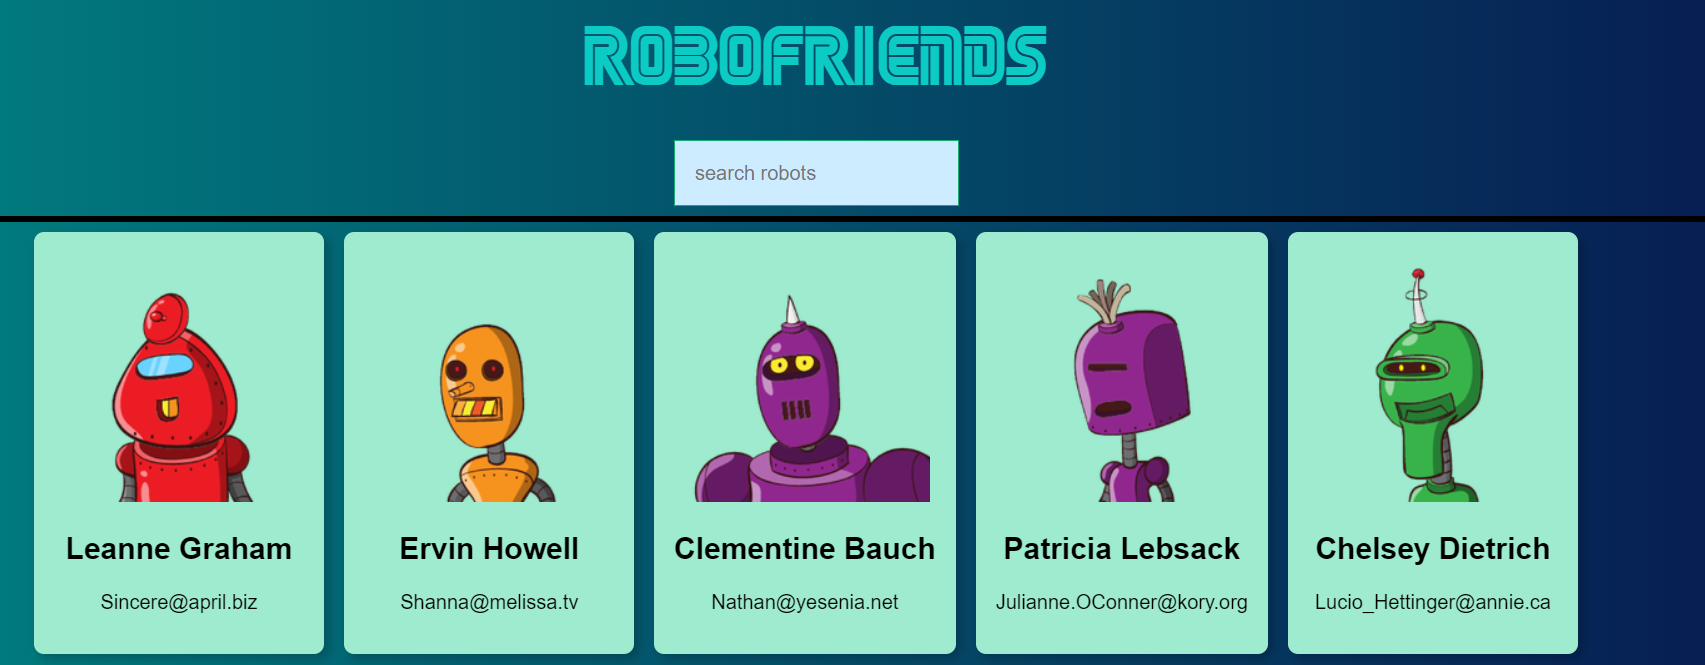 ROBOFRIENDS
search robots
Leanne Graham
Sincere@april.biz
Ervin Howell
Shanna@melissa.tv
Clementine Bauch
Nathan@yesenia.net
Patricia Lebsack
Julianne.OConner@kory.org
Chelsey Dietrich
Lucio_Hettinger@annie.ca